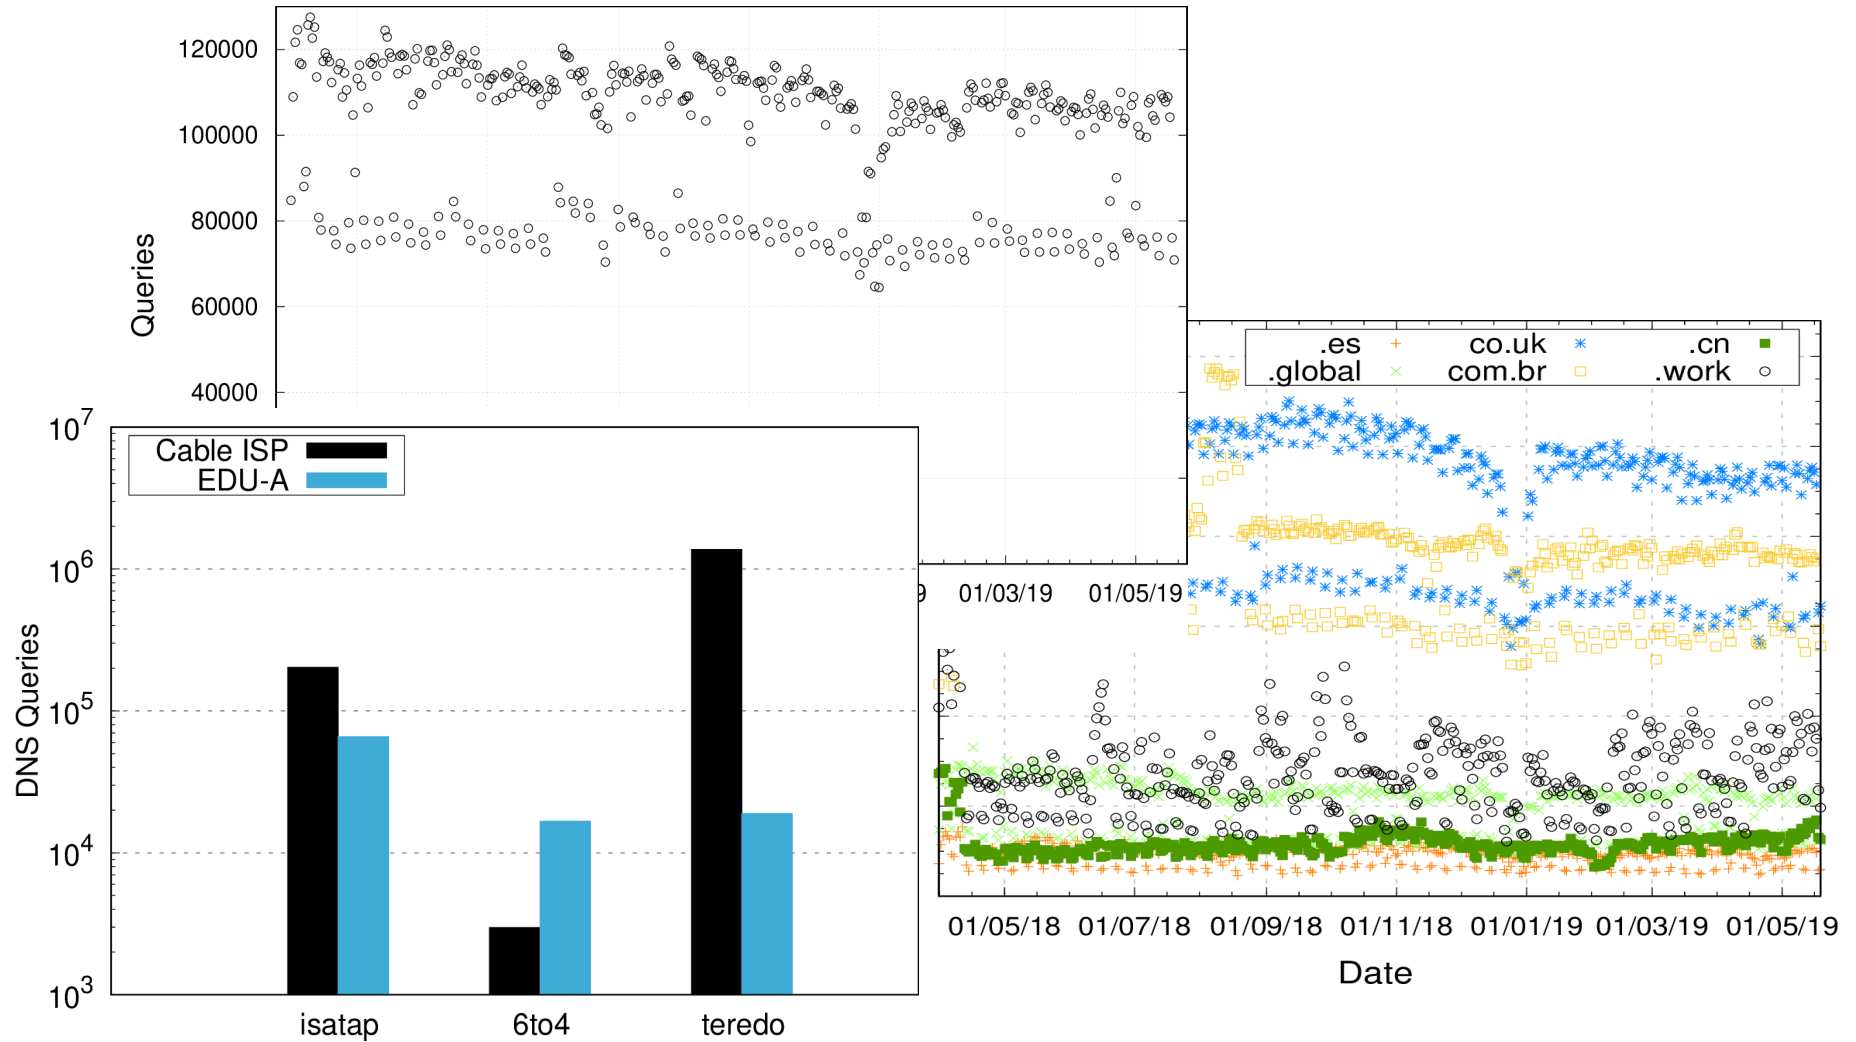 120000
100000
80000
60000
40000
Queries
01/03/19 01/05/19
.es co.uk .cn
.global com.br .work
01/05/18 01/07/18 01/09/18 01/11/18 01/01/19 01/03/19 01/05/19
Date
Cable ISP
EDU-A
10^7
10^6
10^5
10^4
10^3
DNS Queries
isatap 6to4 teredo